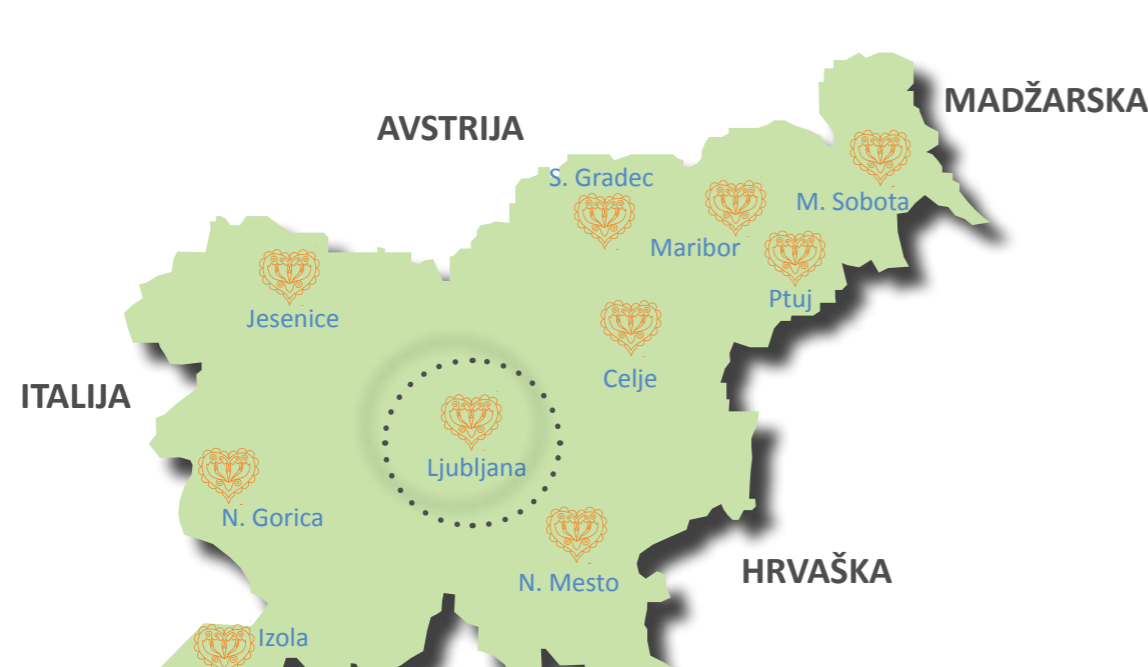 MADŽARSKA
AVSTRIJA
S. Gradec
M. Sobota
Maribor
Ptuj
Jesenice
Celje
ITALIJA
Ljubljana
N. Gorica
HRVAŠKA
N. Mesto
Izola